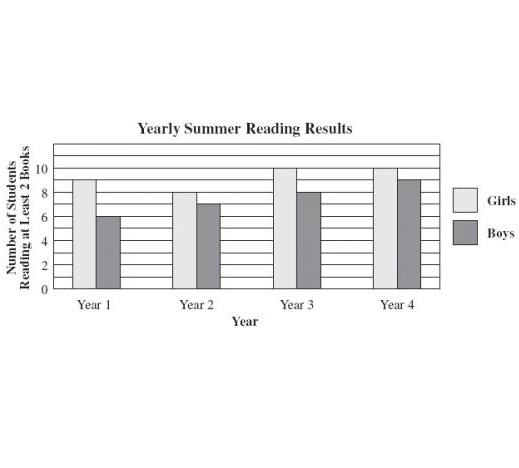 Yearly Summer Reading Results
Number of Students
Reading at Least 2 Books
10
8
6
4
2
0
Year 1
Year 2
Year 3
Year 4
Year
Girls
Boys